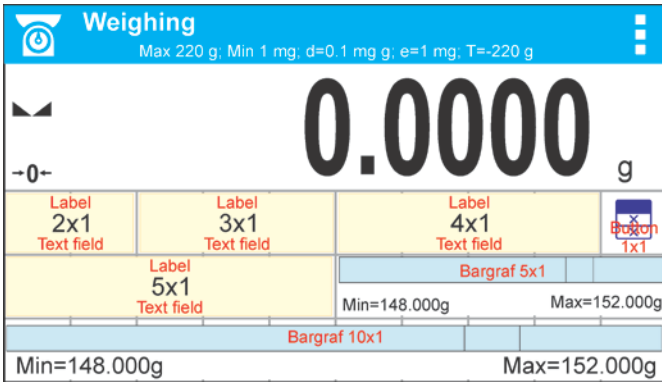 Weighing
Max 220 g; Min 1 mg; d=0.1 mg g; e=1 mg; T=-220 g
0.0000 g
→0←
Label Label Label
2x1 3x1 4x1
Text field Text field Text field
Button
1x1
Label
5x1
Text field
Bargraf 5x1
Min=148.000g Max=152.000g
Bargraf 10x1
Min=148.000g Max=152.000g